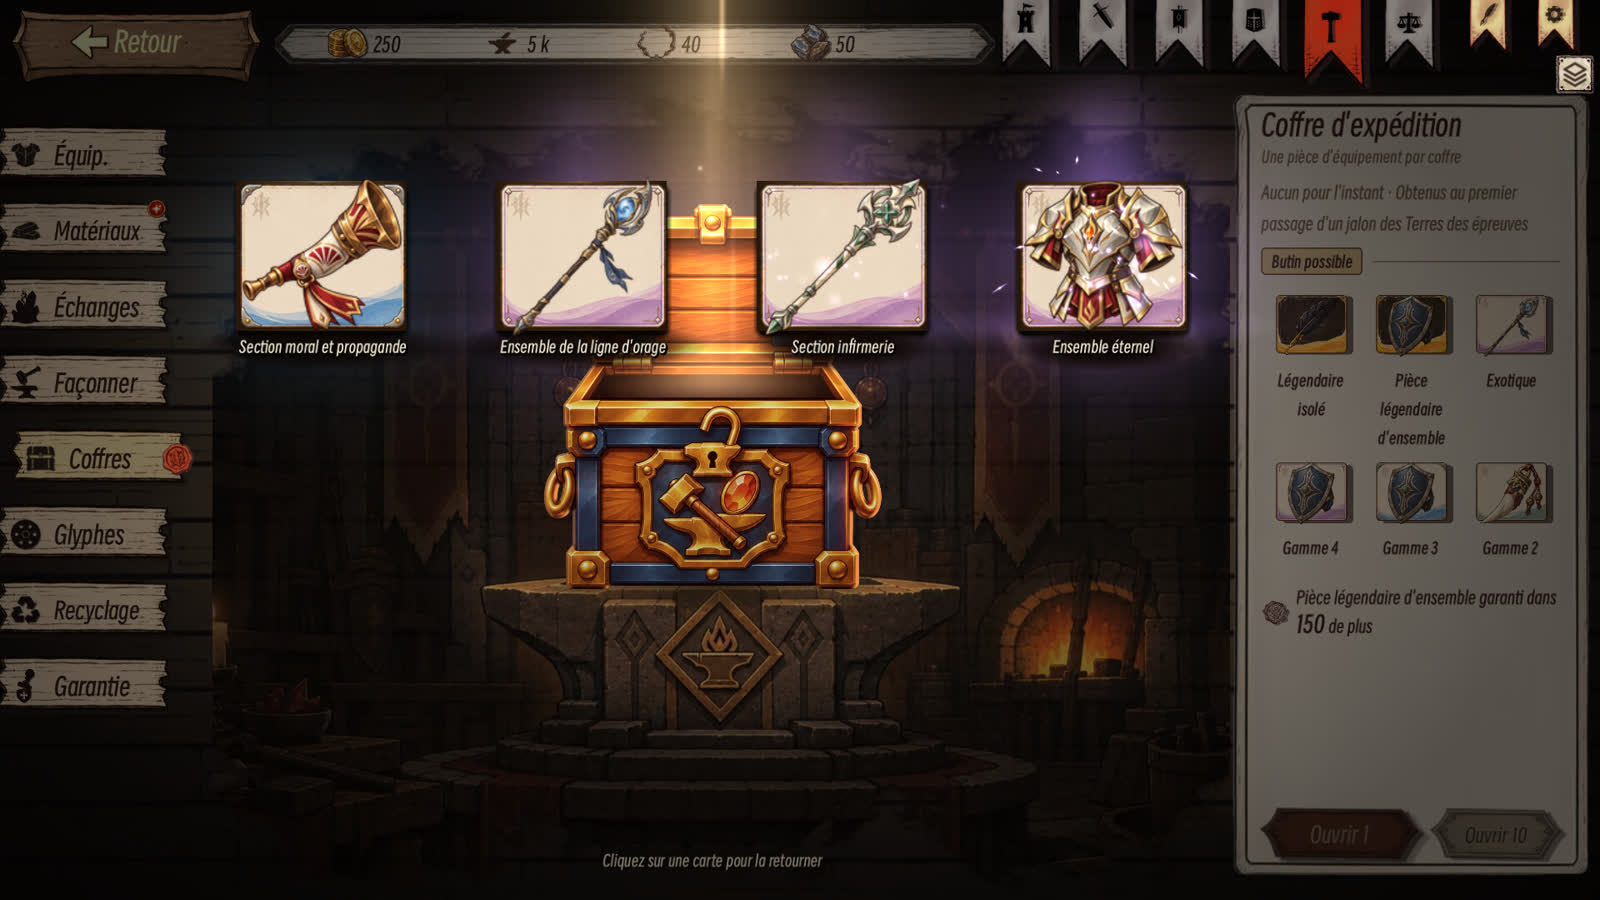 Retour
250
5 k
40
50
Équip.
Matériaux
Échanges
Façonner
Coffres
Glyphes
Recyclage
Garantie
Section moral et propagande
Ensemble de la ligne d'orage
Section infirmerie
Ensemble éternel
Cliquez sur une carte pour la retourner
Coffre d'expédition
Une pièce d'équipement par coffre
Aucun pour l'instant · Obtenus au premier
passage d'un jalon des Terres des épreuves
Butin possible
Légendaire
isolé
Pièce
légendaire
d'ensemble
Exotique
Gamme 4
Gamme 3
Gamme 2
Pièce légendaire d'ensemble garanti dans
150 de plus
Ouvrir 1
Ouvrir 10